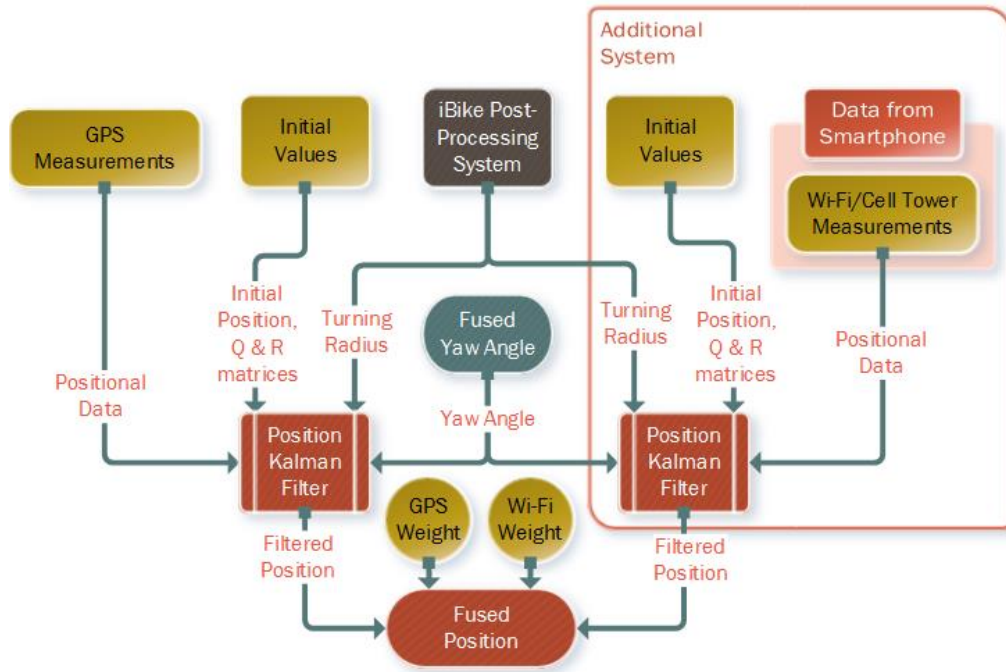 Additional
System
GPS
Measurements
Initial
Values
iBike Post-
Processing
System
Initial
Values
Data from
Smartphone
Wi-Fi/Cell Tower
Measurements
Positional
Data
Initial
Position,
Q & R
matrices
Turning
Radius
Fused
Yaw Angle
Yaw Angle
Turning
Radius
Initial
Position,
Q & R
matrices
Positional
Data
Position
Kalman
Filter
Position
Kalman
Filter
GPS
Weight
Wi-Fi
Weight
Filtered
Position
Filtered
Position
Fused
Position